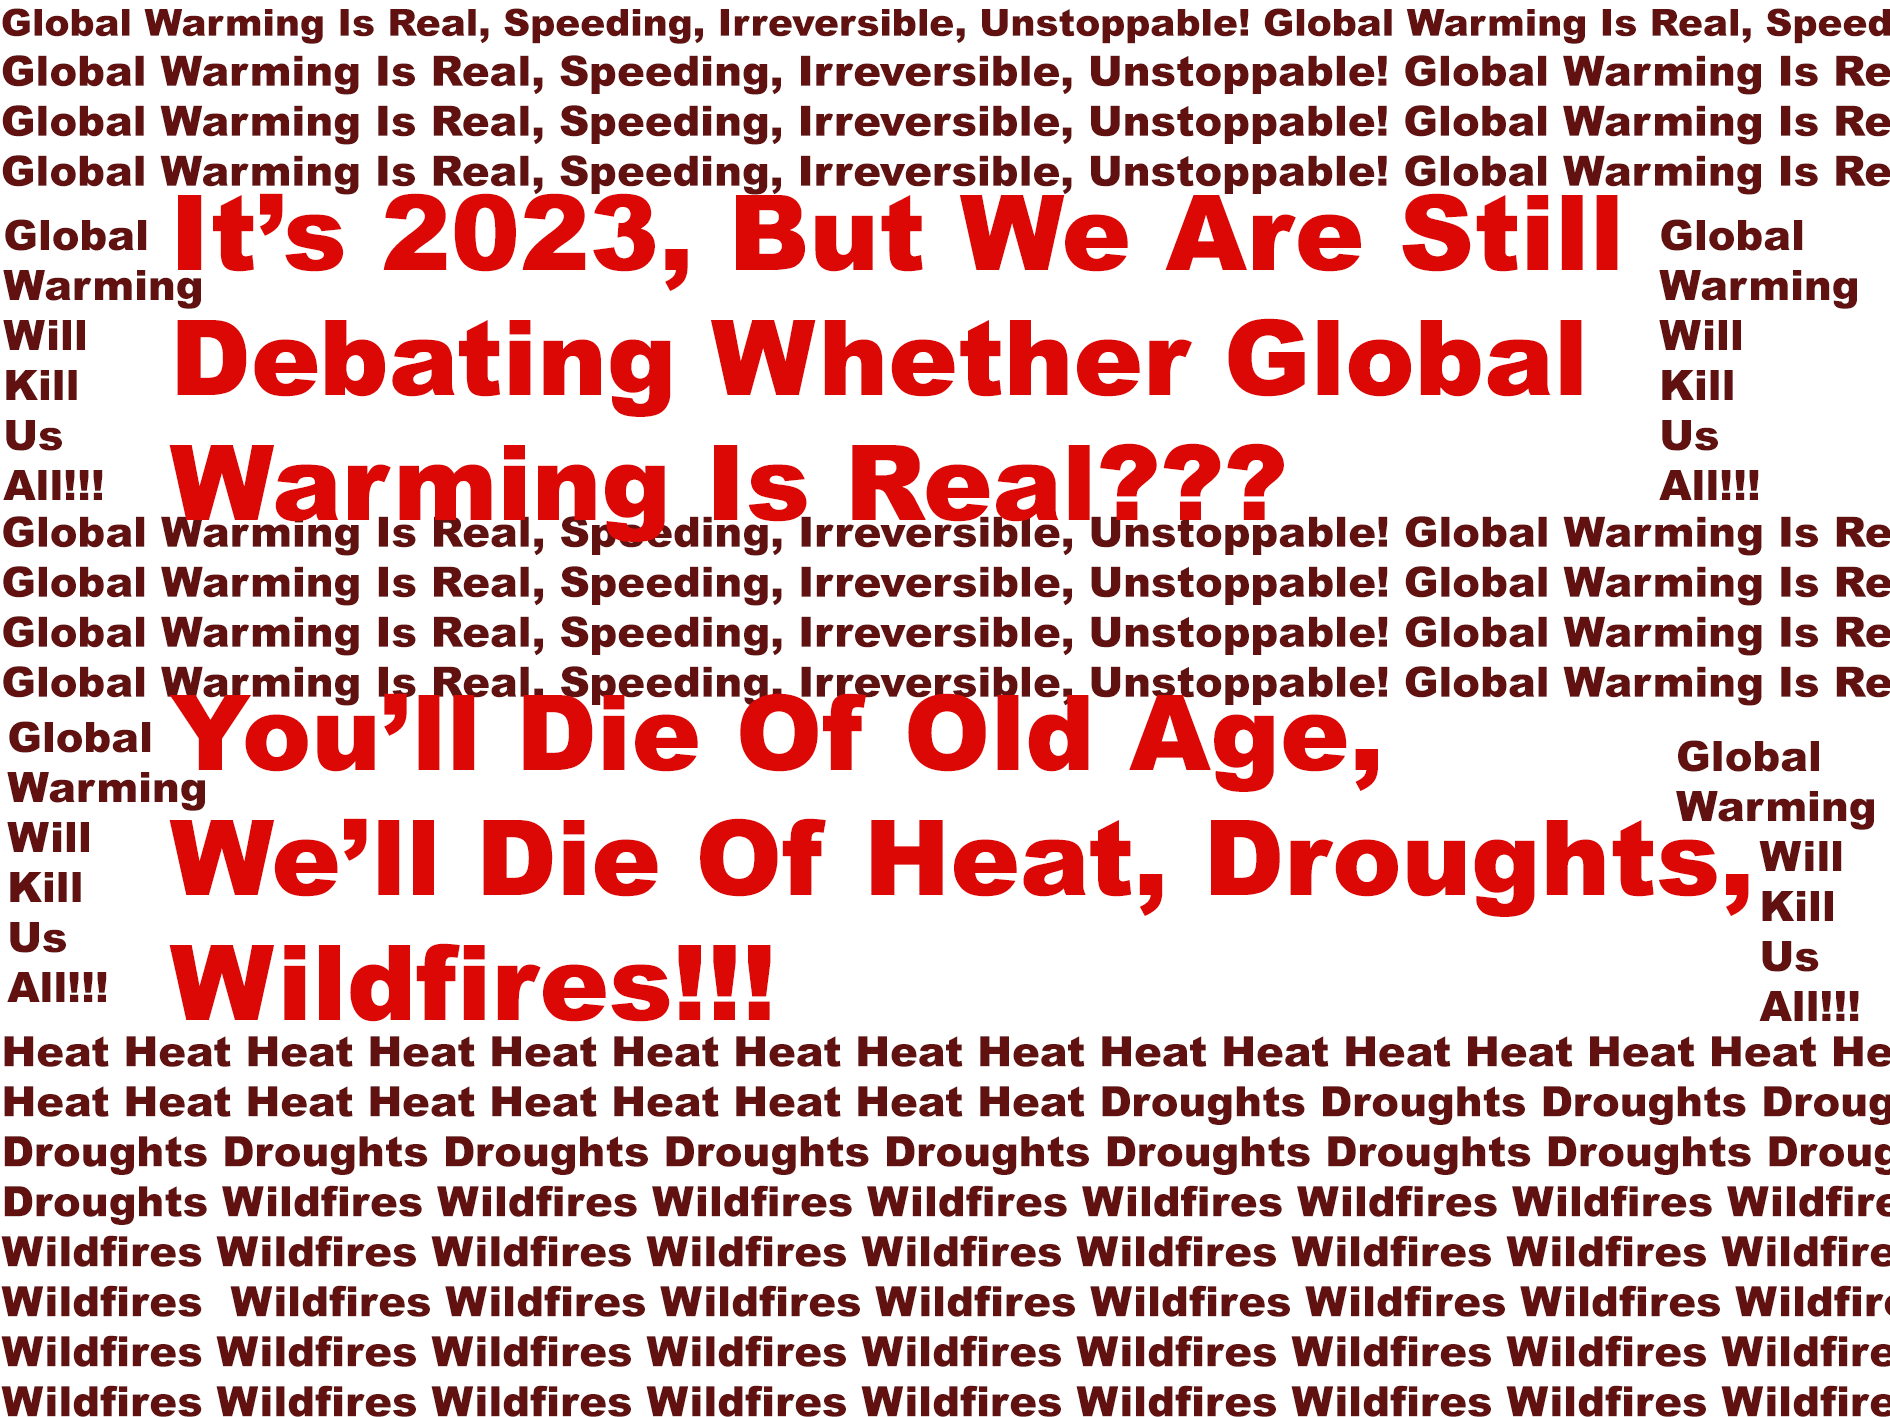 Global Warming Is Real, Speeding, Irreversible, Unstoppable! Global Warming Is Real, Speed
Global Warming Is Real, Speeding, Irreversible, Unstoppable! Global Warming Is Re
Global Warming Is Real, Speeding, Irreversible, Unstoppable! Global Warming Is Re
Global Warming Is Real, Speeding, Irreversible, Unstoppable! Global Warming Is Re
Global
Warming
Will
Kill
Us
All!!!
It’s 2023, But We Are Still
Debating Whether Global
Warming Is Real???
Global
Warming
Will
Kill
Us
All!!!
Global Warming Is Real, Speeding, Irreversible, Unstoppable! Global Warming Is Re
Global Warming Is Real, Speeding, Irreversible, Unstoppable! Global Warming Is Re
Global Warming Is Real, Speeding, Irreversible, Unstoppable! Global Warming Is Re
Global Warming Is Real, Speeding, Irreversible, Unstoppable! Global Warming Is Re
Global
Warming
Will
Kill
Us
All!!!
You’ll Die Of Old Age,
We’ll Die Of Heat, Droughts,
Wildfires!!!
Global
Warming
Will
Kill
Us
All!!!
Heat Heat Heat Heat Heat Heat Heat Heat Heat Heat Heat Heat Heat Heat Heat He
Heat Heat Heat Heat Heat Heat Heat Heat Heat Droughts Droughts Droughts Droug
Droughts Droughts Droughts Droughts Droughts Droughts Droughts Droughts Droug
Droughts Wildfires Wildfires Wildfires Wildfires Wildfires Wildfires Wildfires Wildfire
Wildfires Wildfires Wildfires Wildfires Wildfires Wildfires Wildfires Wildfires Wildfire
Wildfires  Wildfires Wildfires Wildfires Wildfires Wildfires Wildfires Wildfires Wildfire
Wildfires Wildfires Wildfires Wildfires Wildfires Wildfires Wildfires Wildfires Wildfire
Wildfires Wildfires Wildfires Wildfires Wildfires Wildfires Wildfires Wildfires Wildfire